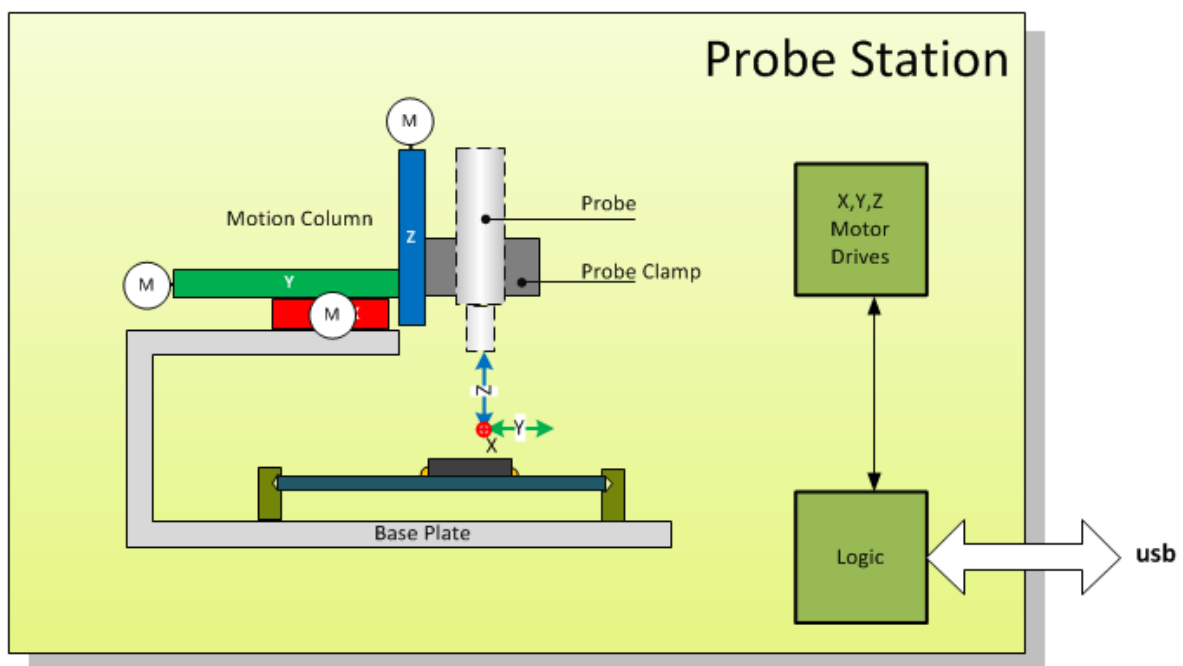 Probe Station
M
Motion Column
Probe
Z
Probe Clamp
Y
M
M
X,Y,Z
Motor
Drives
Z
Y
X
Base Plate
Logic
usb